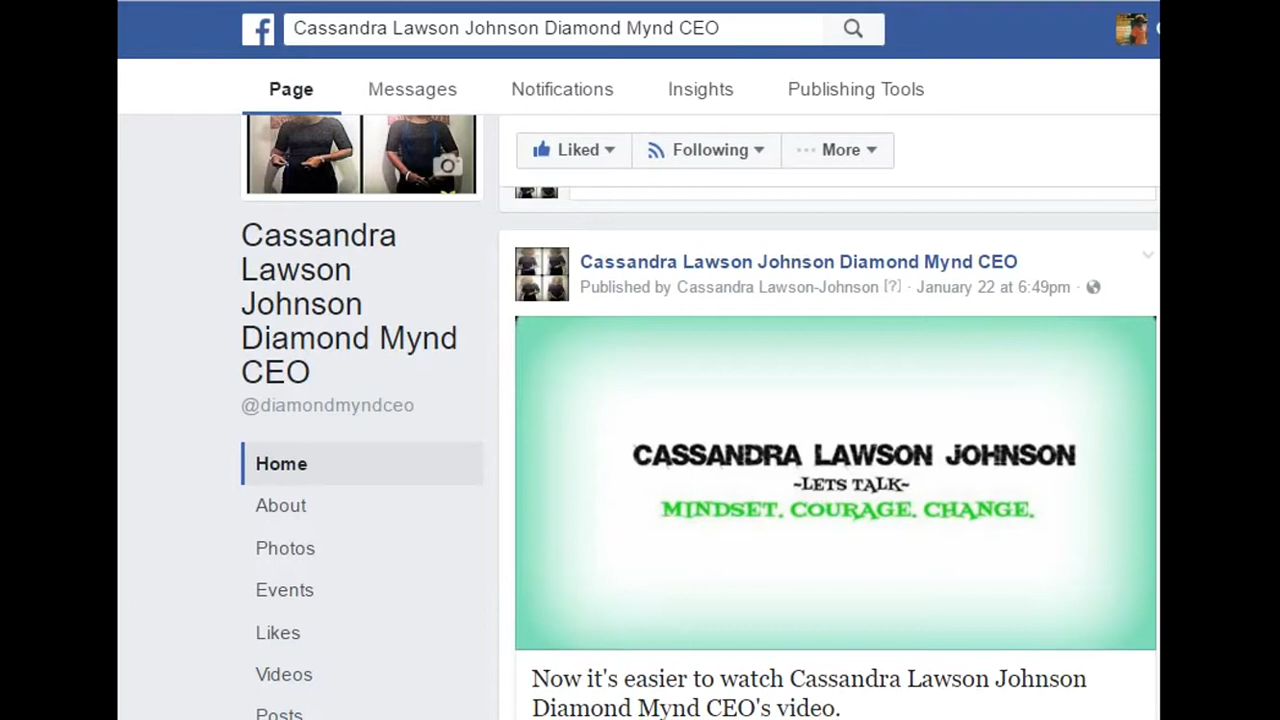 Cassandra Lawson Johnson Diamond Mynd CEO
Page Messages Notifications Insights Publishing Tools
Liked Following More
Cassandra
Lawson
Johnson
Diamond Mynd
CEO
@diamondmyndceo
Home
About
Photos
Events
Likes
Videos
Posts
Cassandra Lawson Johnson Diamond Mynd CEO
Published by Cassandra Lawson-Johnson [?] · January 22 at 6:49pm ·
CASSANDRA LAWSON JOHNSON
~LETS TALK~
MINDSET. COURAGE. CHANGE.
Now it's easier to watch Cassandra Lawson Johnson
Diamond Mynd CEO's video.